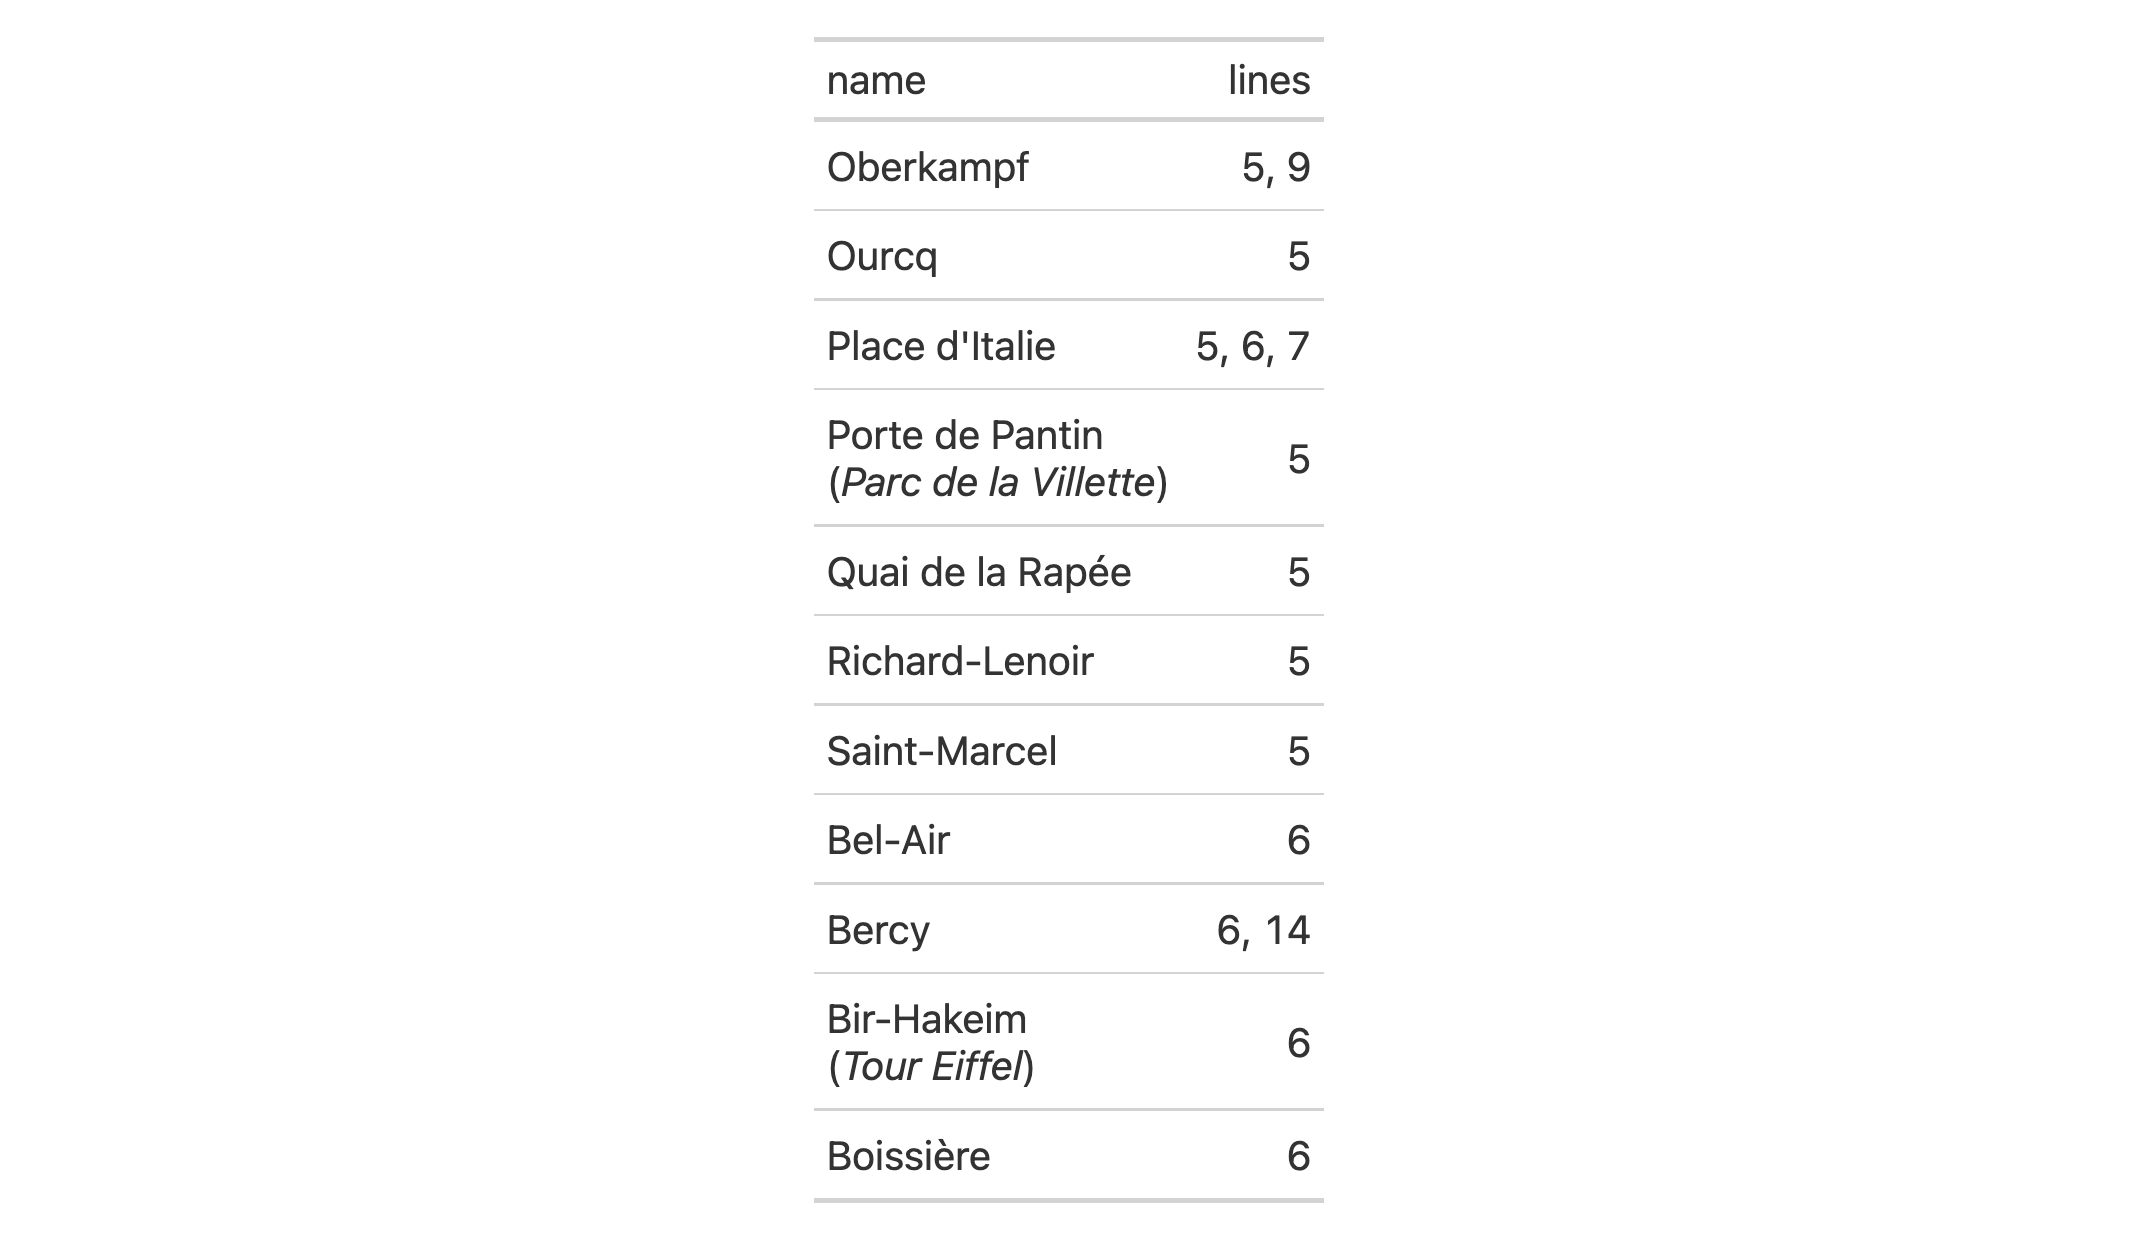 name lines
Oberkampf 5, 9
Ourcq 5
Place d'Italie 5, 6, 7
Porte de Pantin
(Parc de la Villette) 5
Quai de la Rapée 5
Richard-Lenoir 5
Saint-Marcel 5
Bel-Air 6
Bercy 6, 14
Bir-Hakeim
(Tour Eiffel) 6
Boissière 6